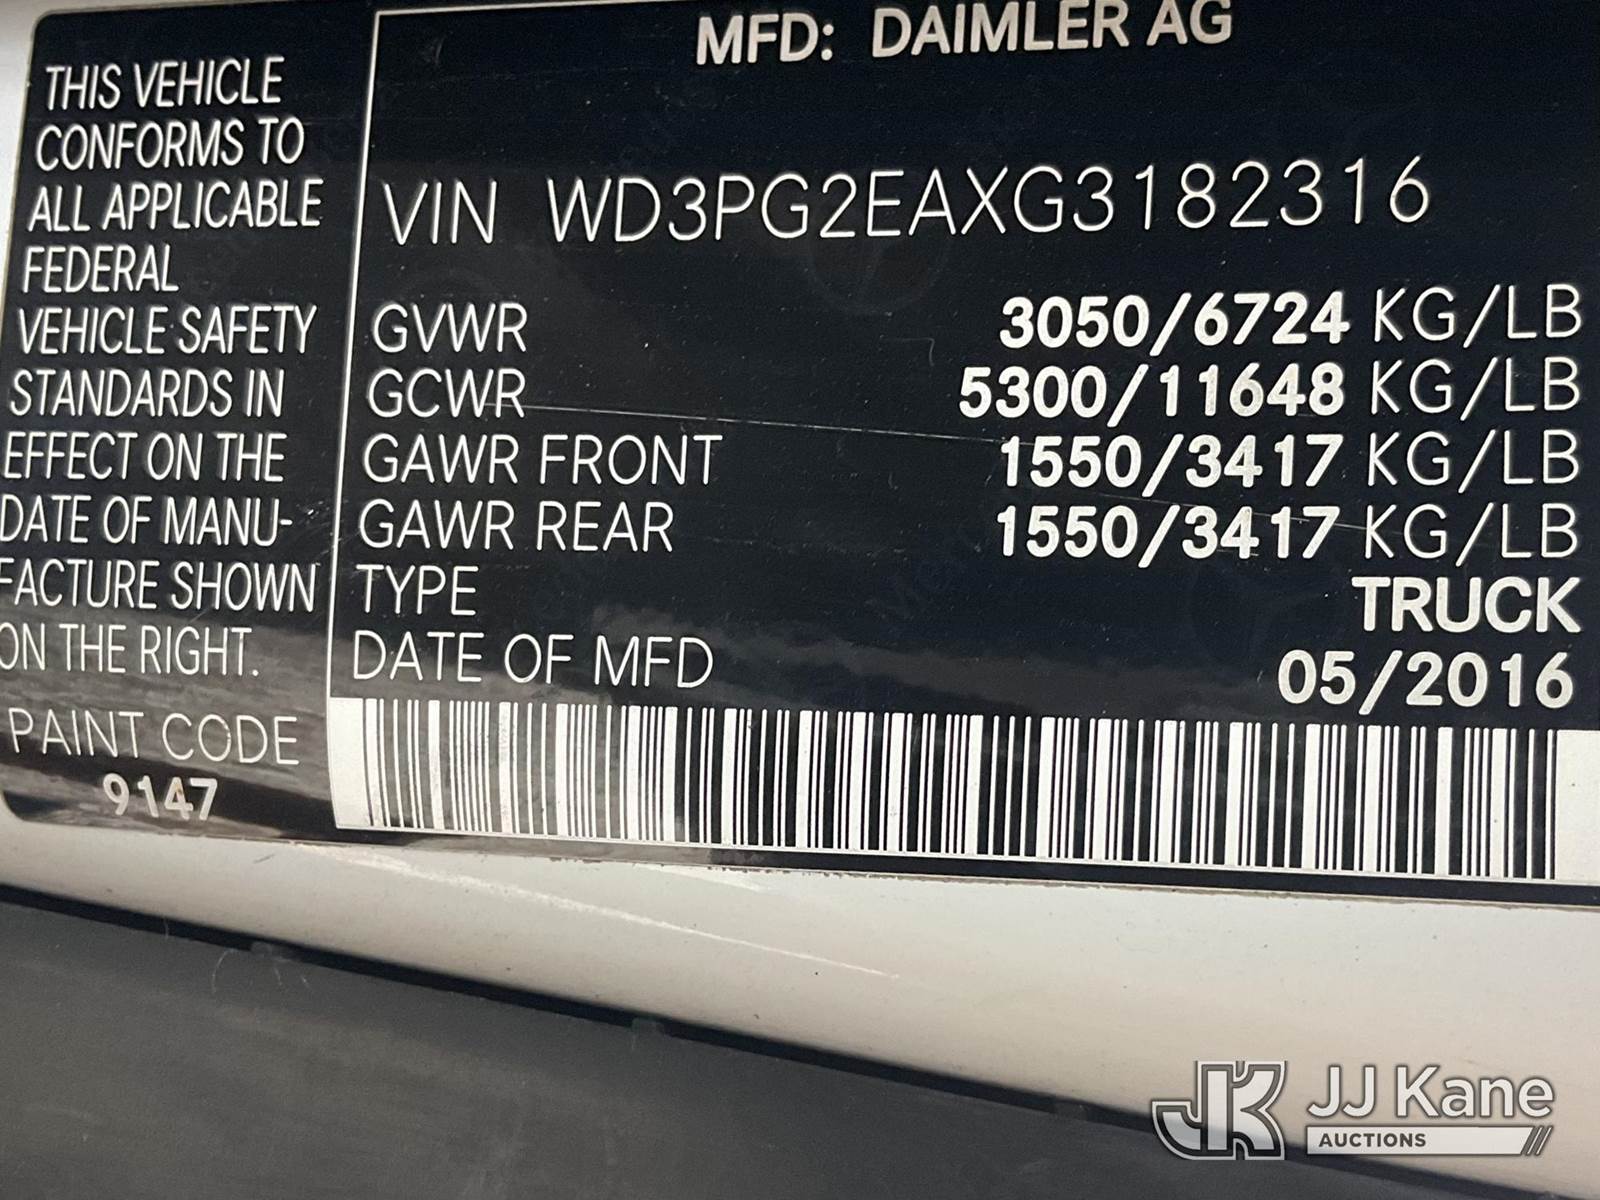 MFD: DAIMLER AG
THIS VEHICLE
CONFORMS TO
ALL APPLICABLE
FEDERAL
VEHICLE SAFETY
STANDARDS IN
EFFECT ON THE
DATE OF MANU-
FACTURE SHOWN
ON THE RIGHT.
PAINT CODE
9147
VIN WD3PG2EAXG3182316
GVWR 3050/6724 KG/LB
GCWR 5300/11648 KG/LB
GAWR FRONT 1550/3417 KG/LB
GAWR REAR 1550/3417 KG/LB
TYPE TRUCK
DATE OF MFD 05/2016
JK JJ Kane
AUCTIONS